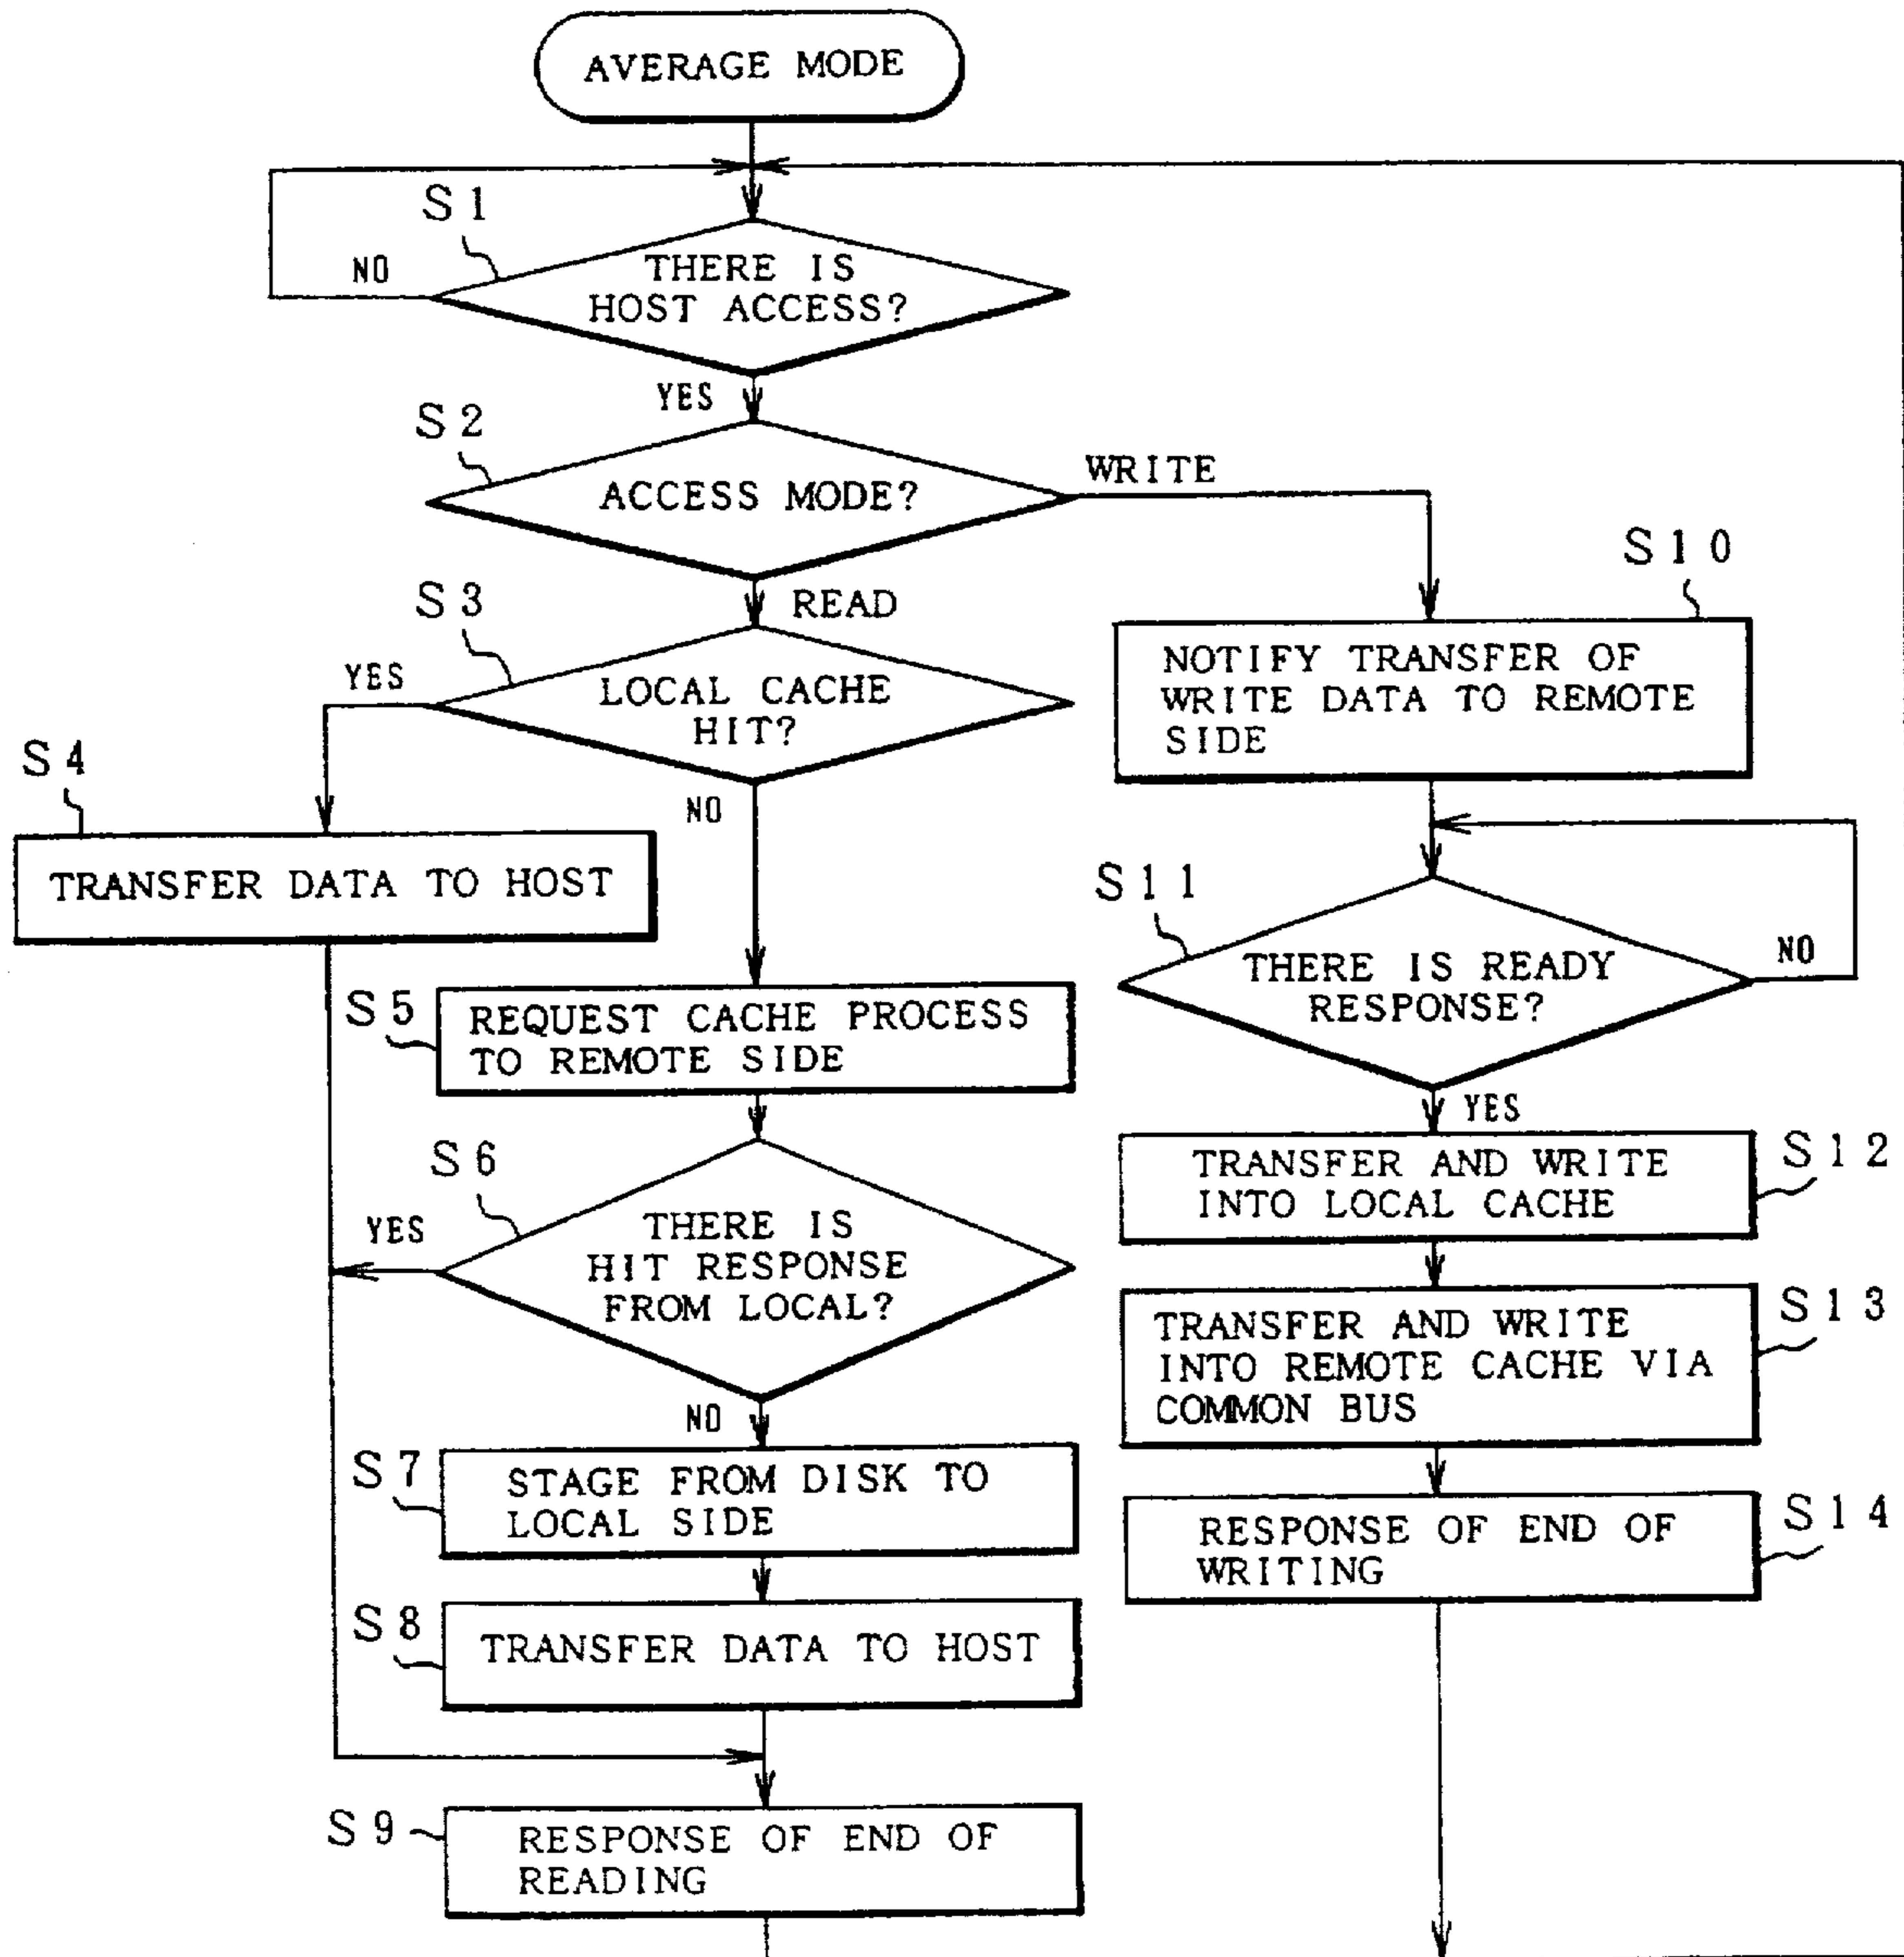 AVERAGE MODE
S1
THERE IS
HOST ACCESS?
NO
YES
S2
ACCESS MODE?
WRITE
READ
S3
LOCAL CACHE
HIT?
YES
NO
S4
TRANSFER DATA TO HOST
S5
REQUEST CACHE PROCESS
TO REMOTE SIDE
S6
THERE IS
HIT RESPONSE
FROM LOCAL?
YES
NO
S7
STAGE FROM DISK TO
LOCAL SIDE
S8
TRANSFER DATA TO HOST
S9
RESPONSE OF END OF
READING
S10
NOTIFY TRANSFER OF
WRITE DATA TO REMOTE
SIDE
S11
THERE IS READY
RESPONSE?
NO
YES
S12
TRANSFER AND WRITE
INTO LOCAL CACHE
S13
TRANSFER AND WRITE
INTO REMOTE CACHE VIA
COMMON BUS
S14
RESPONSE OF END OF
WRITING